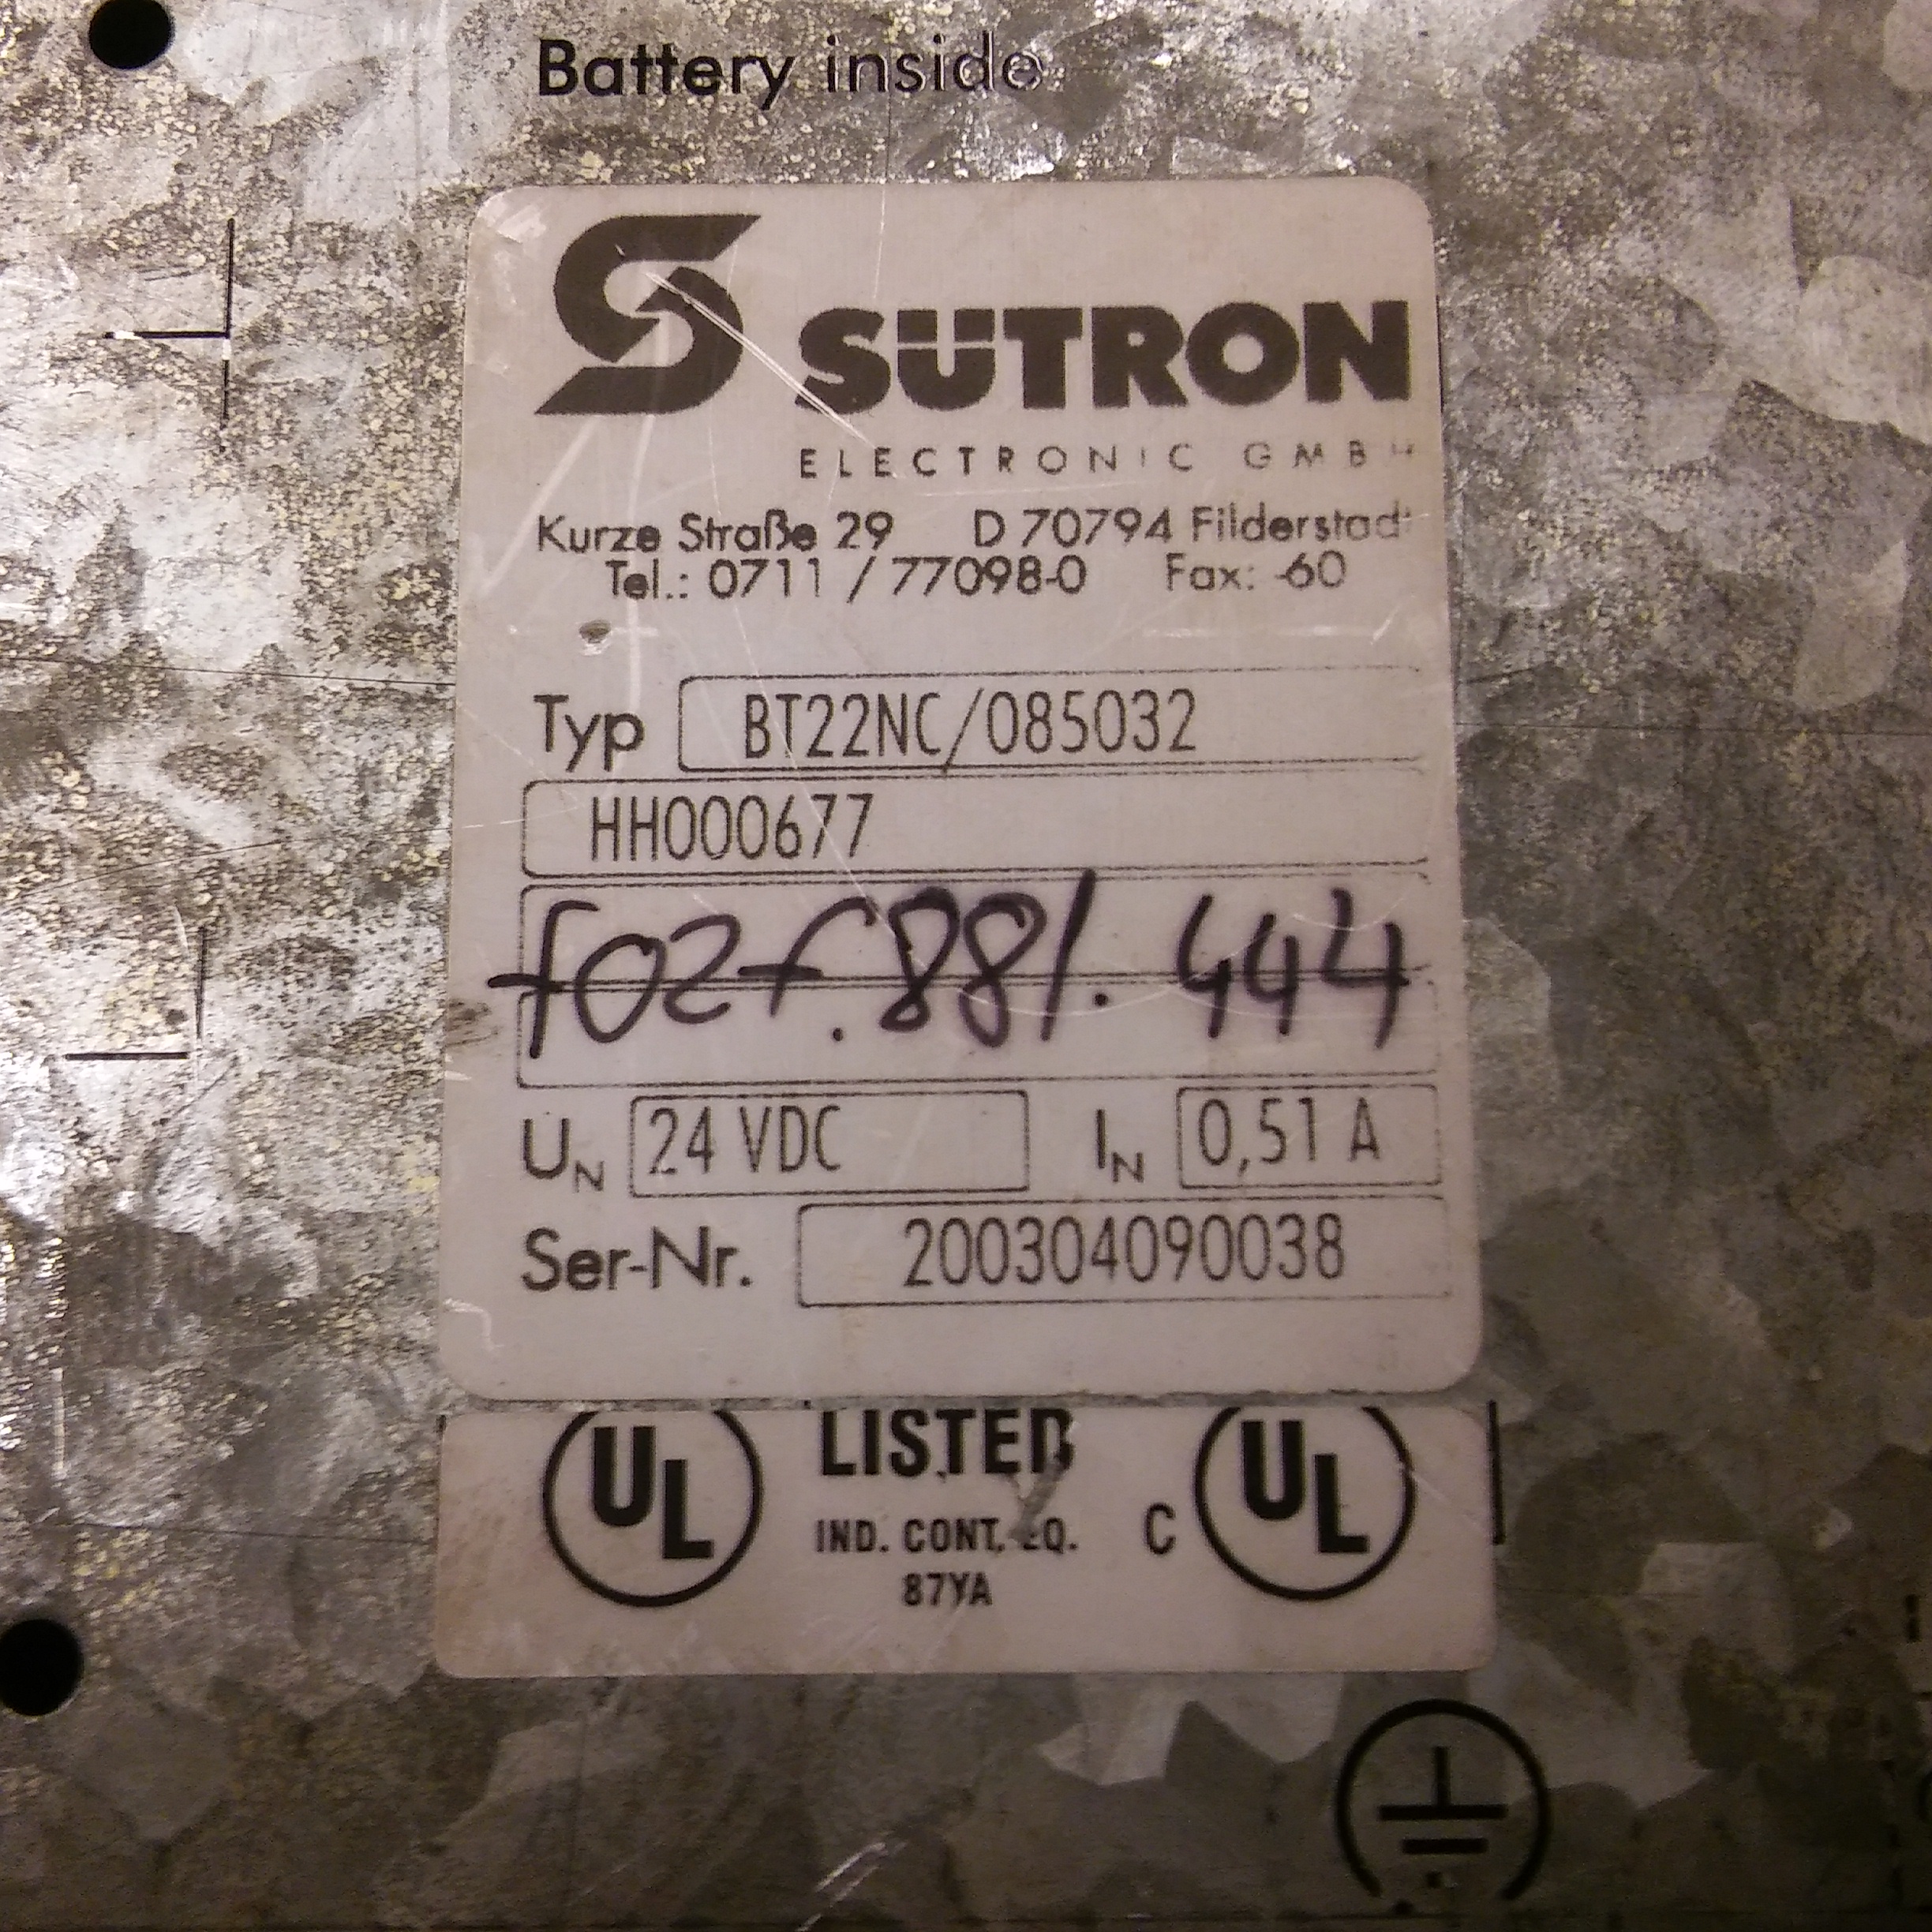 Battery inside
SÜTRON
ELECTRONIC GMBH
Kurze Straße 29 D 70794 Filderstadt
Tel.: 0711 / 77098-0 Fax: -60
Typ BT22NC/085032
HH000677
f02f.881.444
UN 24 VDC IN 0,51 A
Ser-Nr. 200304090038
UL LISTED C UL
IND. CONT. EQ.
87YA